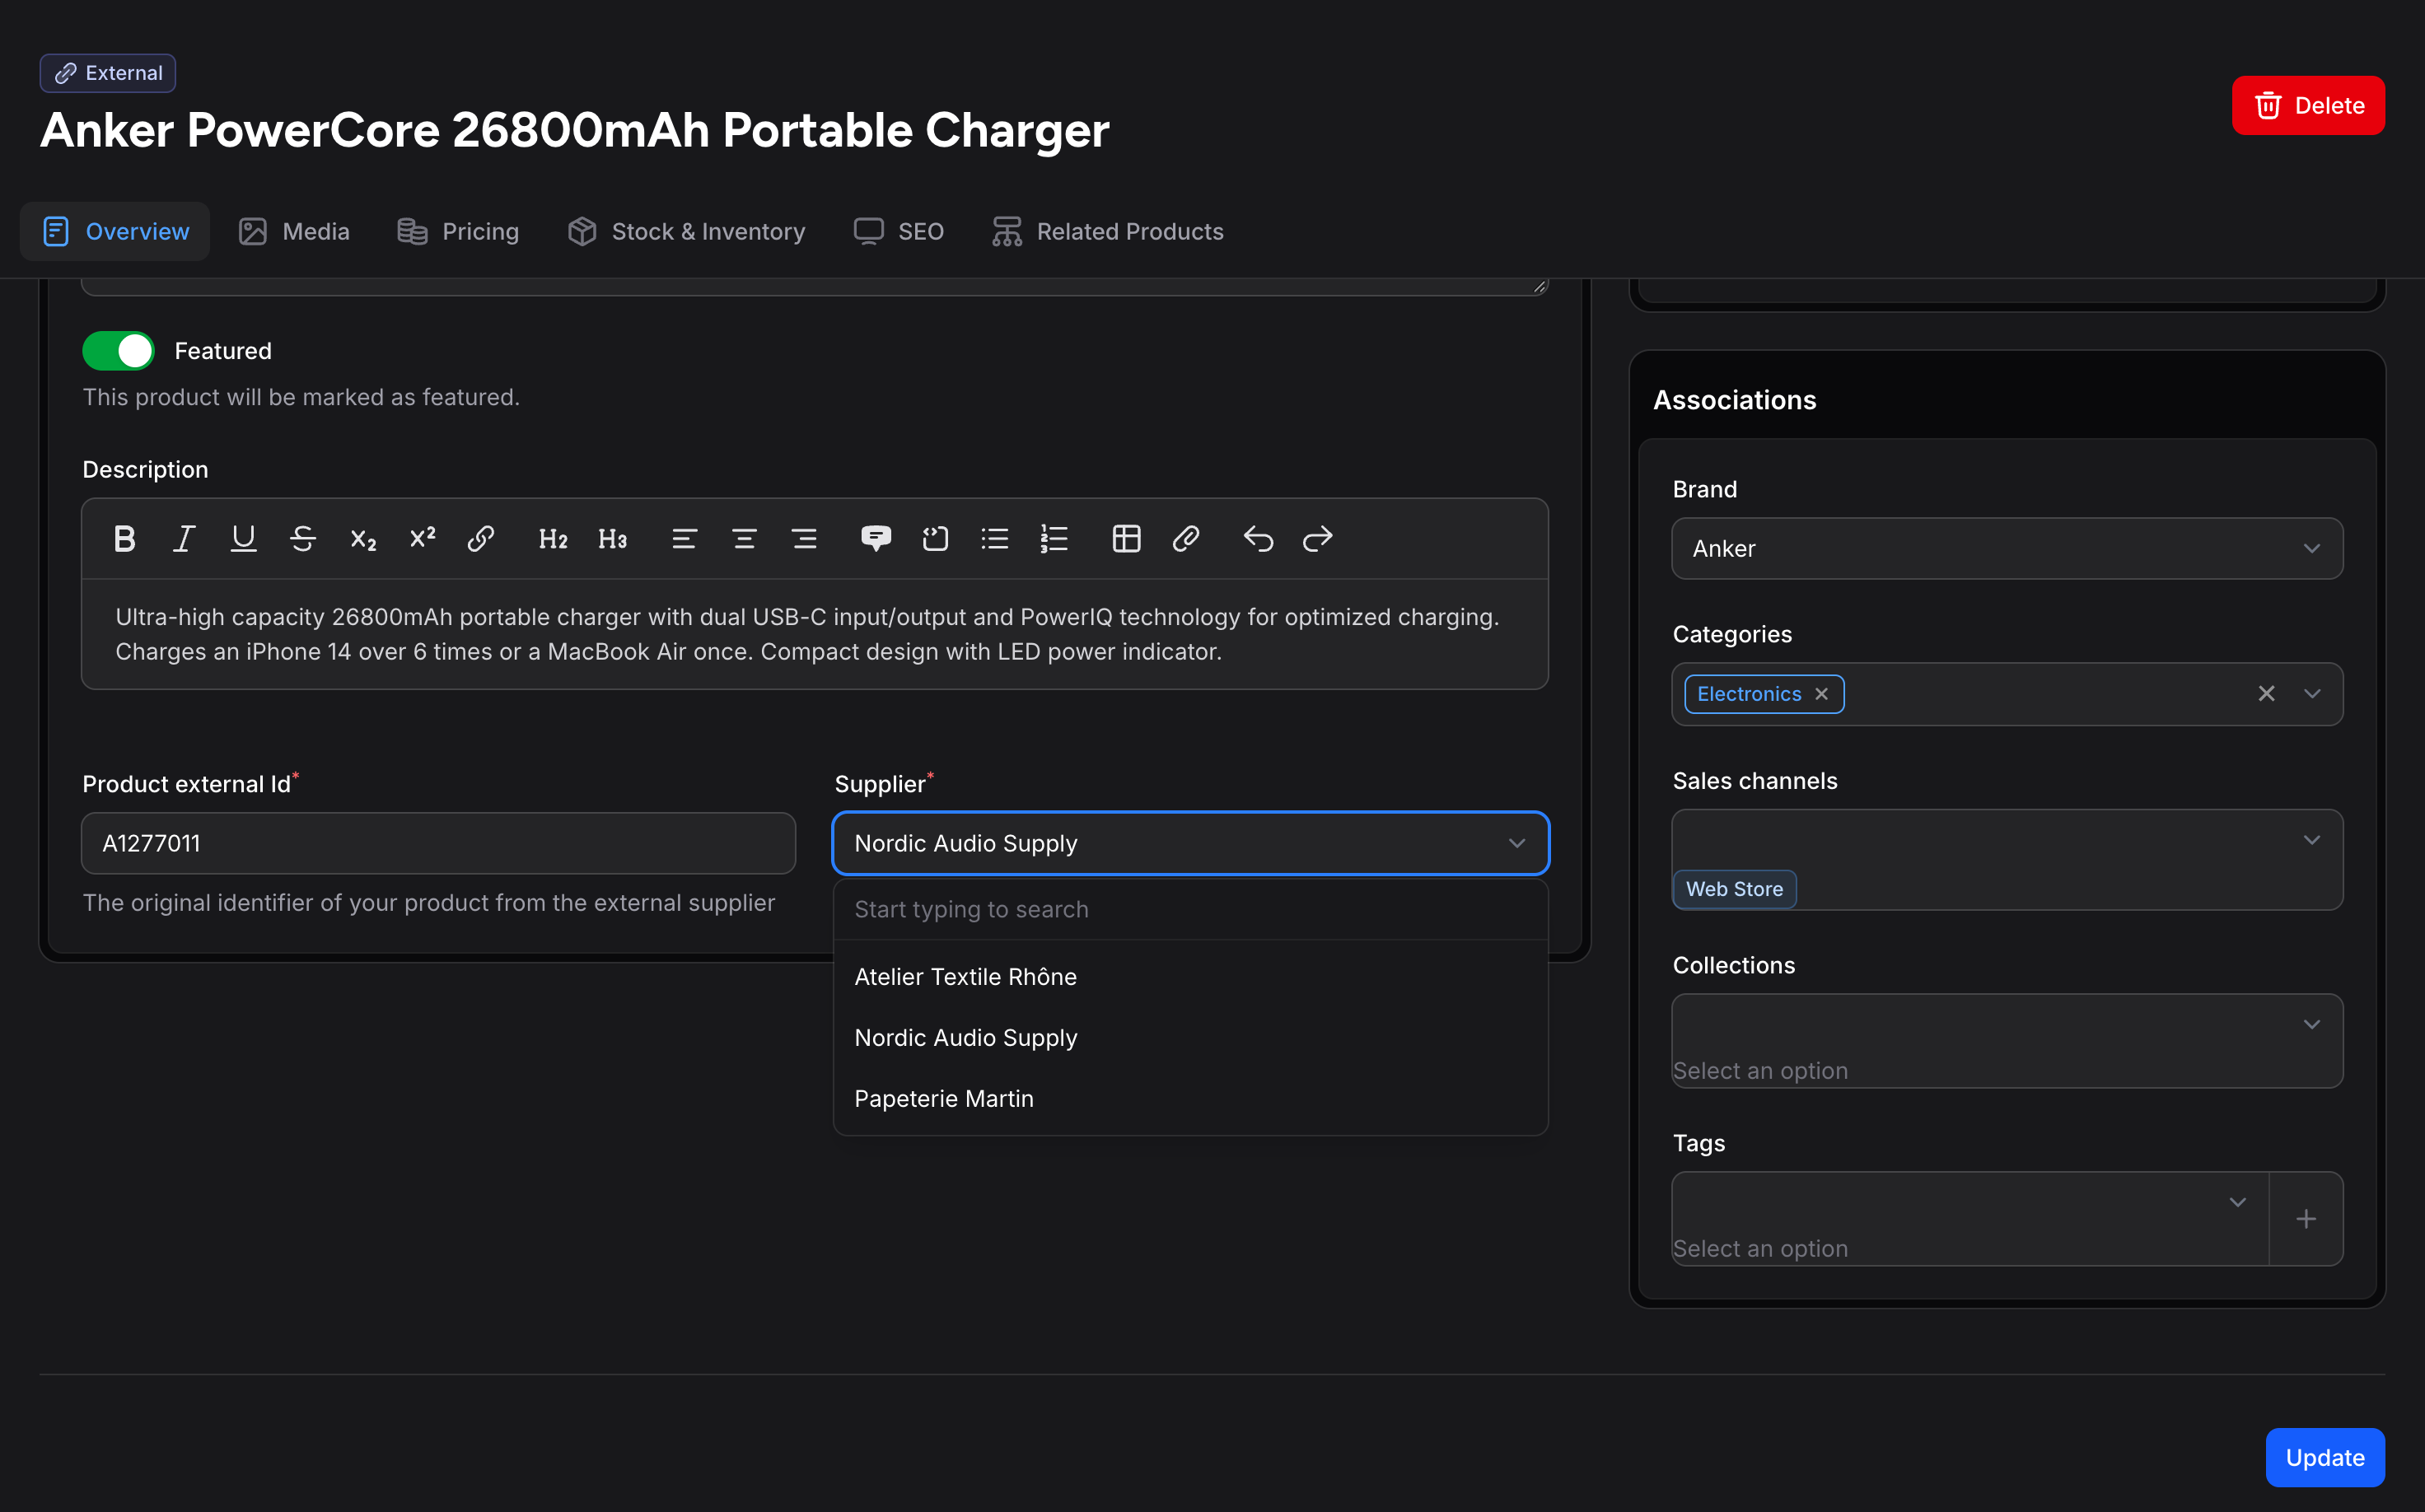 External
Anker PowerCore 26800mAh Portable Charger
Delete
Overview
Media
Pricing
Stock & Inventory
SEO
Related Products
Featured
This product will be marked as featured.
Description
B I U S X₂ X² H2 H3
Ultra-high capacity 26800mAh portable charger with dual USB-C input/output and PowerIQ technology for optimized charging.
Charges an iPhone 14 over 6 times or a MacBook Air once. Compact design with LED power indicator.
Product external Id*
A1277011
The original identifier of your product from the external supplier
Supplier*
Nordic Audio Supply
Start typing to search
Atelier Textile Rhône
Nordic Audio Supply
Papeterie Martin
Associations
Brand
Anker
Categories
Electronics
Sales channels
Web Store
Collections
Select an option
Tags
Select an option
Update